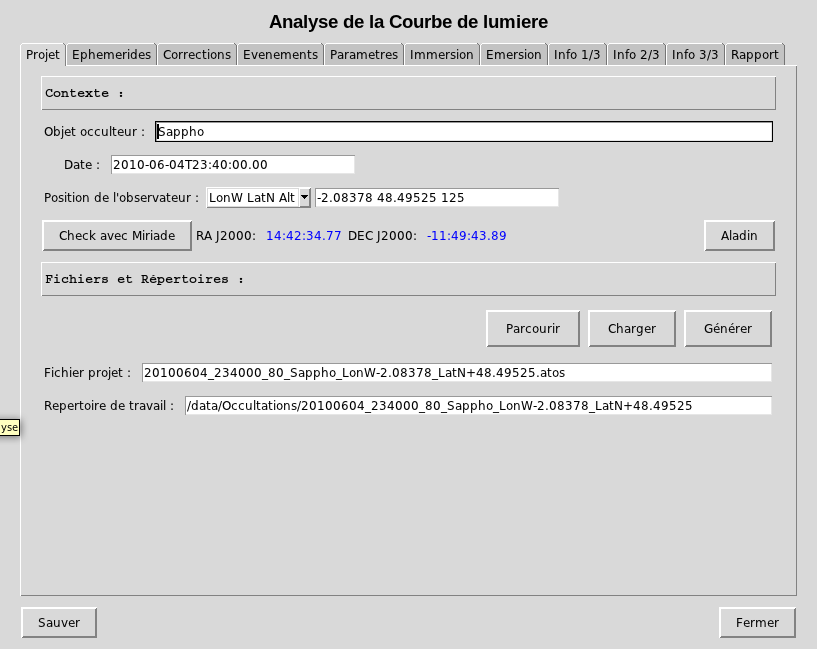 Analyse de la Courbe de lumiere
Projet Ephemerides Corrections Evenements Parametres Immersion Emersion Info 1/3 Info 2/3 Info 3/3 Rapport
Contexte :
Objet occulteur : Sappho
Date : 2010-06-04T23:40:00.00
Position de l'observateur : LonW LatN Alt -2.08378 48.49525 125
Check avec Miriade RA J2000: 14:42:34.77 DEC J2000: -11:49:43.89 Aladin
Fichiers et Répertoires :
Parcourir Charger Générer
Fichier projet : 20100604_234000_80_Sappho_LonW-2.08378_LatN+48.49525.atos
Repertoire de travail : /data/Occultations/20100604_234000_80_Sappho_LonW-2.08378_LatN+48.49525
yse
Sauver Fermer